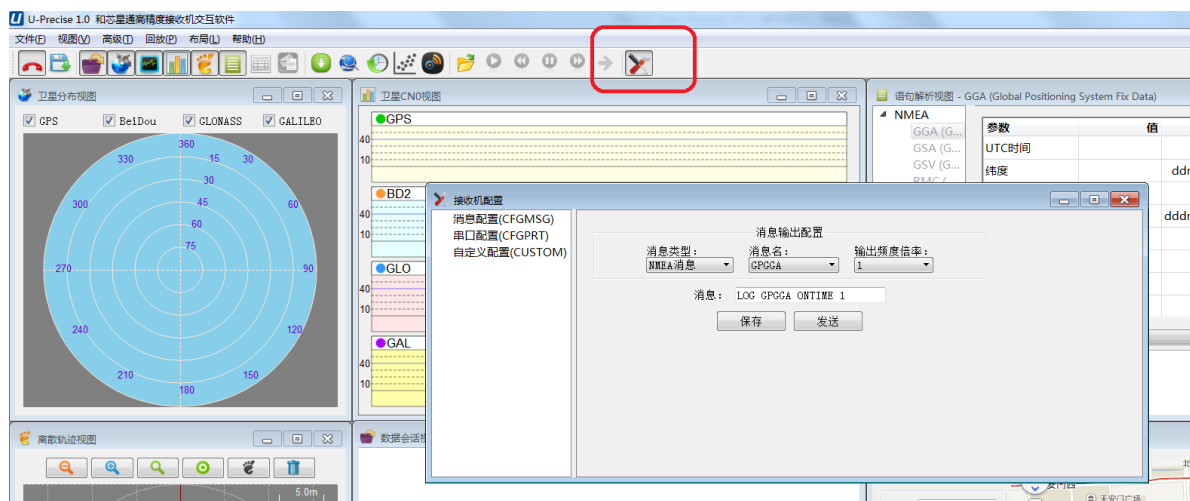 U-Precise 1.0 和芯星通高精度接收机交互软件
文件(F) 视图(V) 高级(T) 回放(P) 布局(L) 帮助(H)
卫星分布视图
GPS BeiDou GLONASS GALILEO
360
330 15 30
30
300 45 60
60
75
270 90
240 120
210 150
180
卫星CN0视图
GPS
40
10
BD2
40
10
GLO
40
10
GAL
40
10
语句解析视图 - GGA (Global Positioning System Fix Data)
NMEA
GGA (G...
GSA (G...
GSV (G...
参数 值
UTC时间
纬度 ddr
dddr
接收机配置
消息配置(CFGMSG)
串口配置(CFGPRT)
自定义配置(CUSTOM)
消息输出配置
消息类型: 消息名: 输出频度倍率:
NMEA消息 GPGGA 1
消息: LOG GPGGA ONTIME 1
保存 发送
离散轨迹视图
5.0m
数据会话
天安门广场